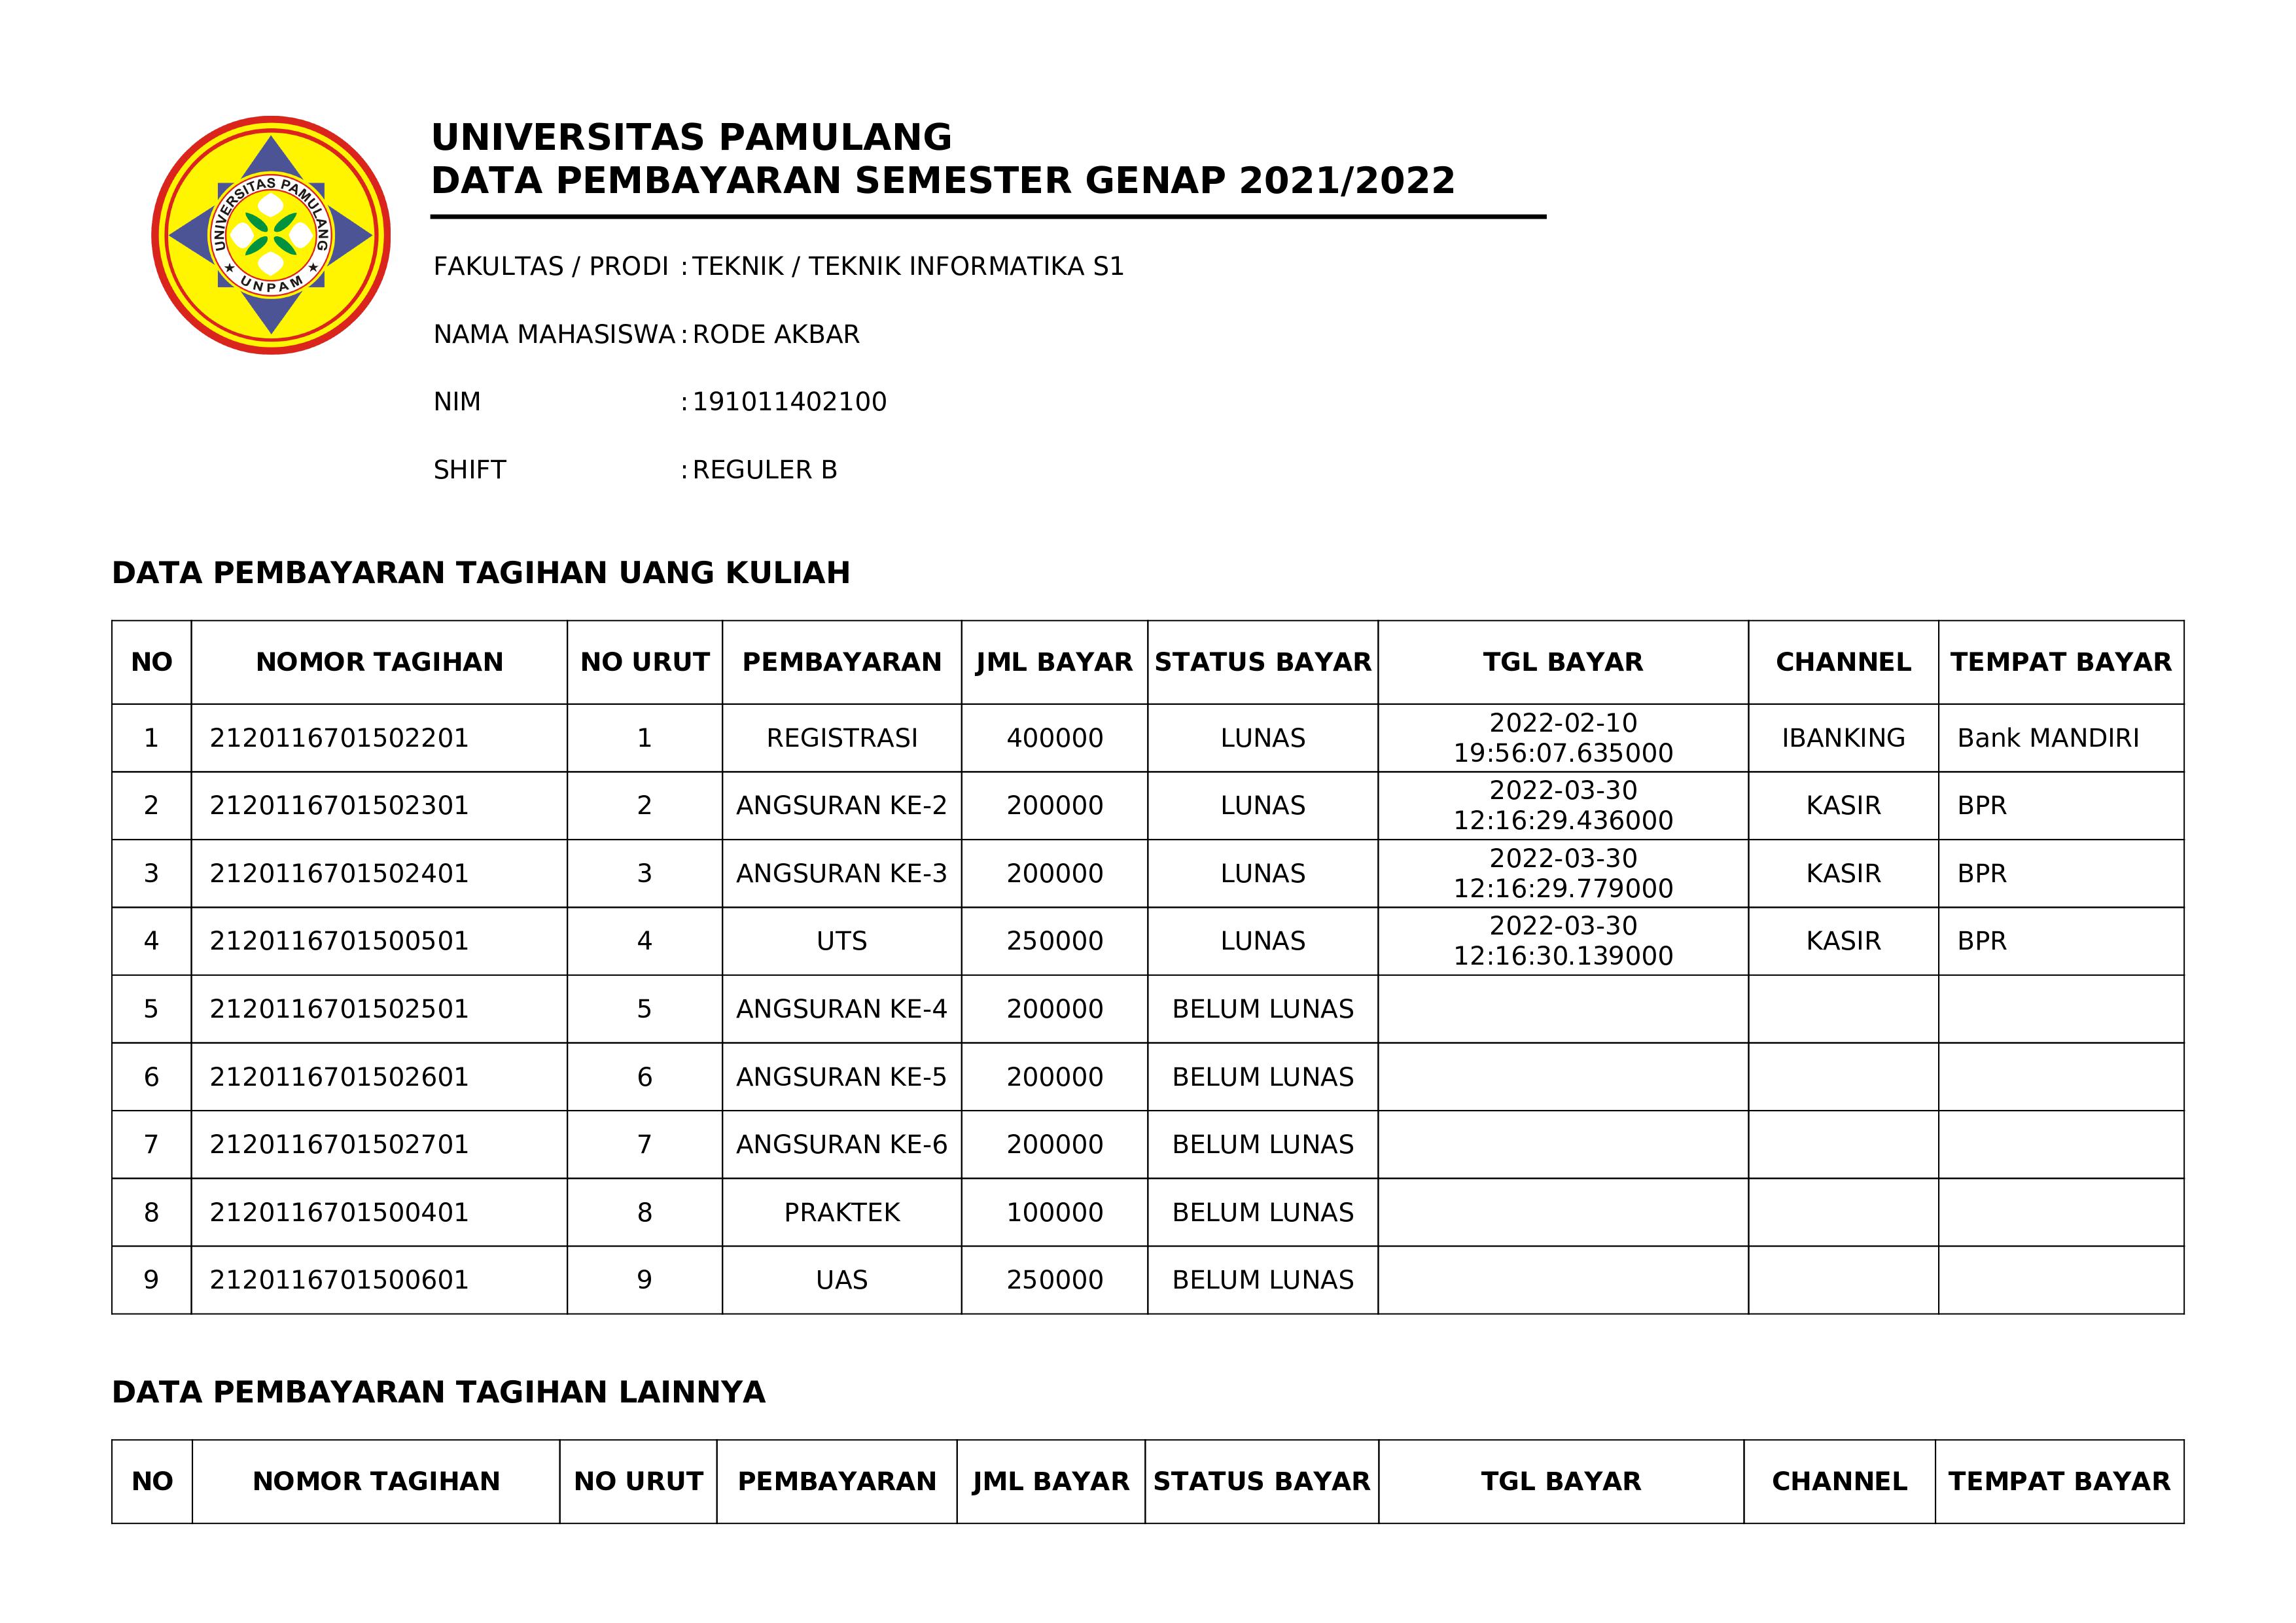 UNIVERSITAS PAMULANG
UNPAM
UNIVERSITAS PAMULANG
DATA PEMBAYARAN SEMESTER GENAP 2021/2022
FAKULTAS / PRODI : TEKNIK / TEKNIK INFORMATIKA S1
NAMA MAHASISWA : RODE AKBAR
NIM : 191011402100
SHIFT : REGULER B
DATA PEMBAYARAN TAGIHAN UANG KULIAH
NO NOMOR TAGIHAN NO URUT PEMBAYARAN JML BAYAR STATUS BAYAR TGL BAYAR CHANNEL TEMPAT BAYAR
1 2120116701502201 1 REGISTRASI 400000 LUNAS 2022-02-10 19:56:07.635000 IBANKING Bank MANDIRI
2 2120116701502301 2 ANGSURAN KE-2 200000 LUNAS 2022-03-30 12:16:29.436000 KASIR BPR
3 2120116701502401 3 ANGSURAN KE-3 200000 LUNAS 2022-03-30 12:16:29.779000 KASIR BPR
4 2120116701500501 4 UTS 250000 LUNAS 2022-03-30 12:16:30.139000 KASIR BPR
5 2120116701502501 5 ANGSURAN KE-4 200000 BELUM LUNAS
6 2120116701502601 6 ANGSURAN KE-5 200000 BELUM LUNAS
7 2120116701502701 7 ANGSURAN KE-6 200000 BELUM LUNAS
8 2120116701500401 8 PRAKTEK 100000 BELUM LUNAS
9 2120116701500601 9 UAS 250000 BELUM LUNAS
DATA PEMBAYARAN TAGIHAN LAINNYA
NO NOMOR TAGIHAN NO URUT PEMBAYARAN JML BAYAR STATUS BAYAR TGL BAYAR CHANNEL TEMPAT BAYAR